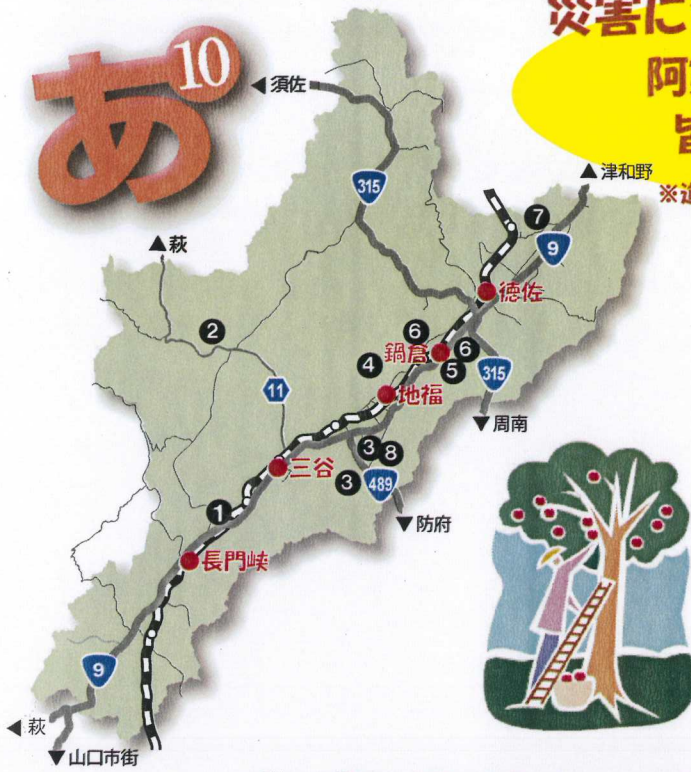 あ10
災害に
阿
皆
※
須佐
315
津和野
7
9
萩
徳佐
2
6
鍋倉
6
5
4
315
11
地福
周南
3
8
三谷
3
489
1
防府
長門峡
9
萩
山口市街